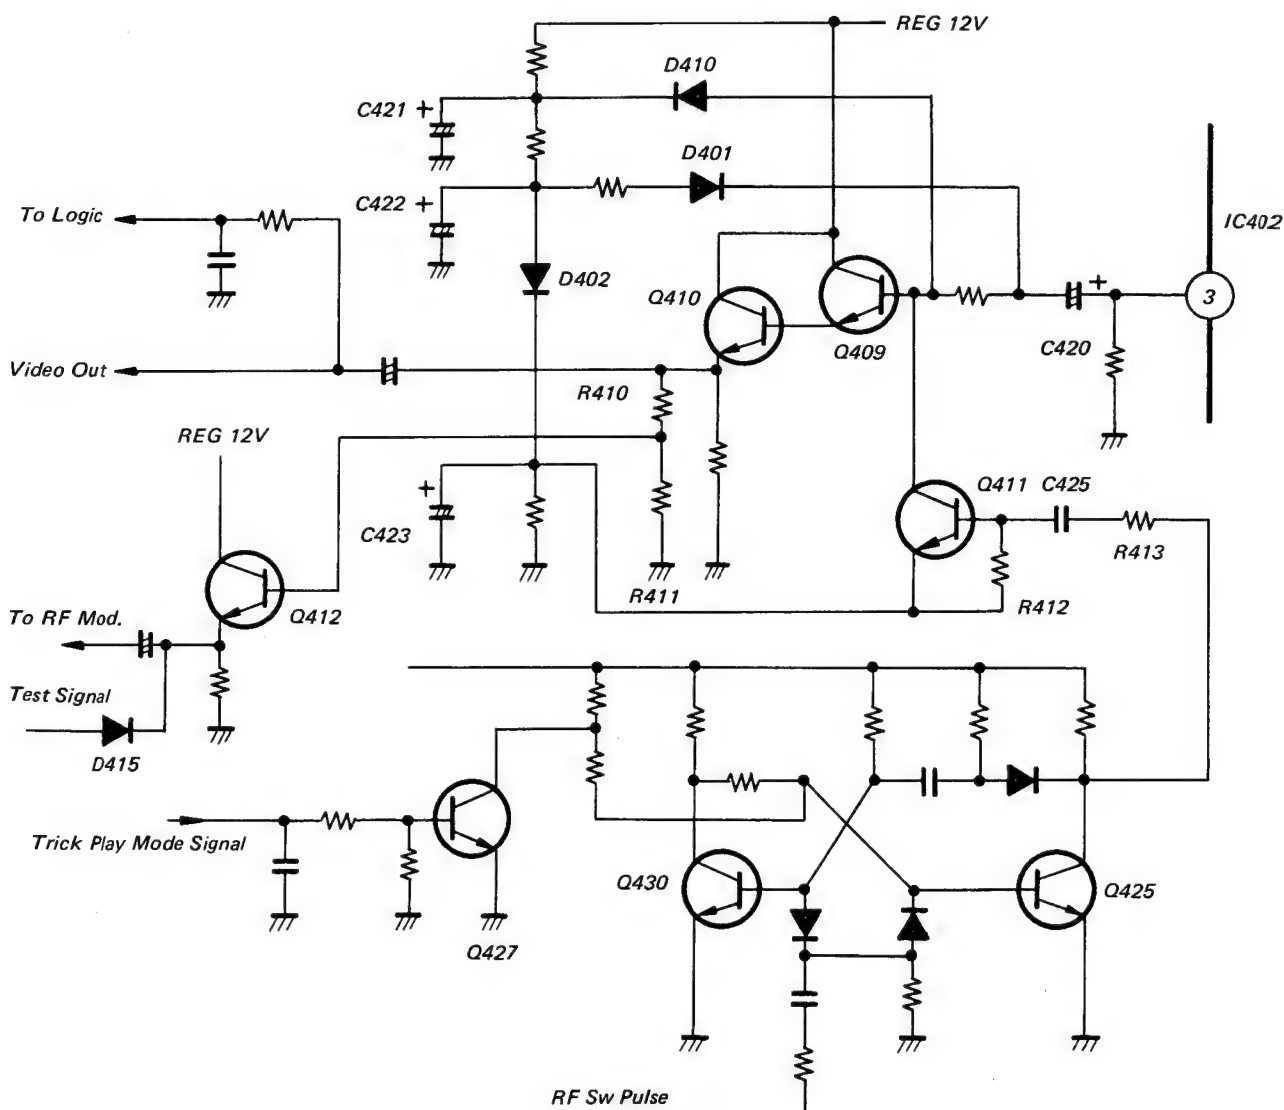 REG 12V
D410
C421 +
D401
To Logic
C422 +
IC402
D402
Q410
+
3
Q409
C420
Video Out
R410
REG 12V
+
Q411 C425
C423
R413
R411
R412
Q412
To RF Mod.
Test Signal
D415
Trick Play Mode Signal
Q430
Q425
Q427
RF Sw Pulse